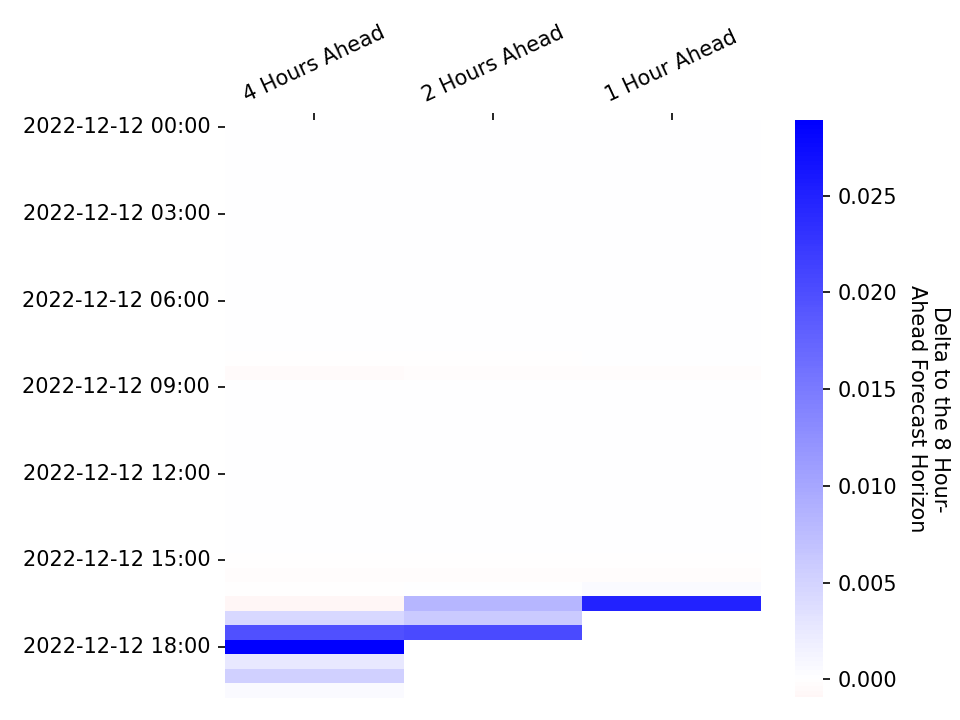 4 Hours Ahead
2 Hours Ahead
1 Hour Ahead
2022-12-12 00:00
2022-12-12 03:00
2022-12-12 06:00
2022-12-12 09:00
2022-12-12 12:00
2022-12-12 15:00
2022-12-12 18:00
0.025
0.020
0.015
0.010
0.005
0.000
Delta to the 8 Hour-
Ahead Forecast Horizon